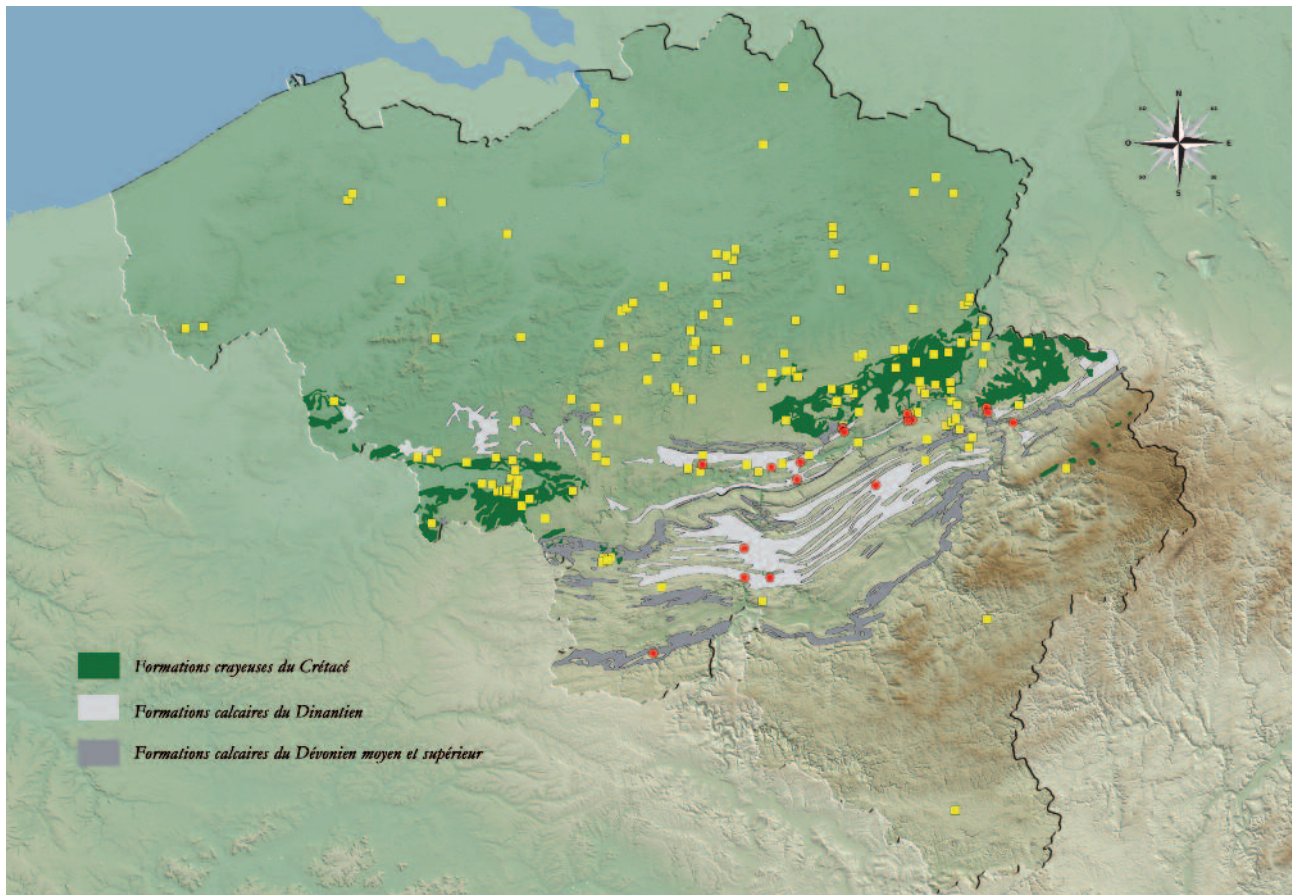 N
O
E
S
Formations crayeuses du Crétacé
Formations calcaires du Dinantien
Formations calcaires du Dévonien moyen et supérieur